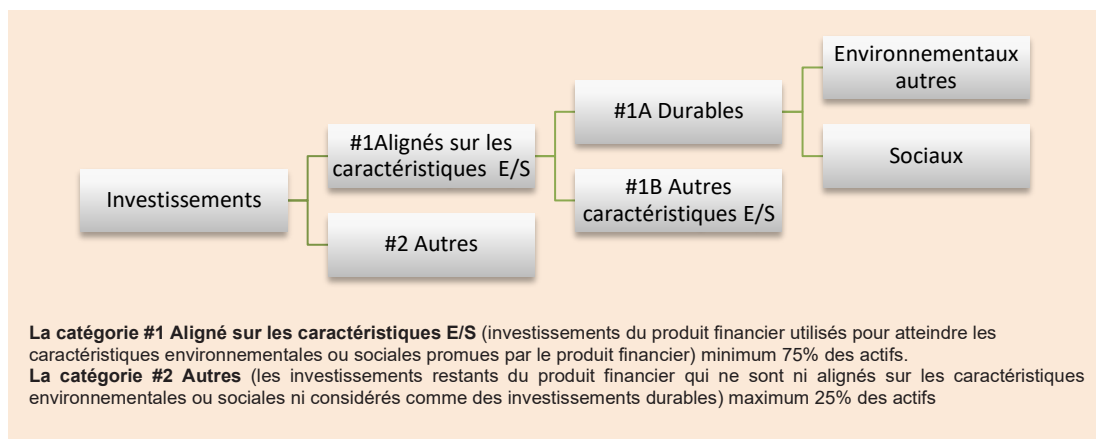 Environnementaux
autres
#1A Durables
#1Alignés sur les
caractéristiques E/S
Sociaux
Investissements
#1B Autres
caractéristiques E/S
#2 Autres
La catégorie #1 Aligné sur les caractéristiques E/S (investissements du produit financier utilisés pour atteindre les
caractéristiques environnementales ou sociales promues par le produit financier) minimum 75% des actifs.
La catégorie #2 Autres (les investissements restants du produit financier qui ne sont ni alignés sur les caractéristiques
environnementales ou sociales ni considérés comme des investissements durables) maximum 25% des actifs